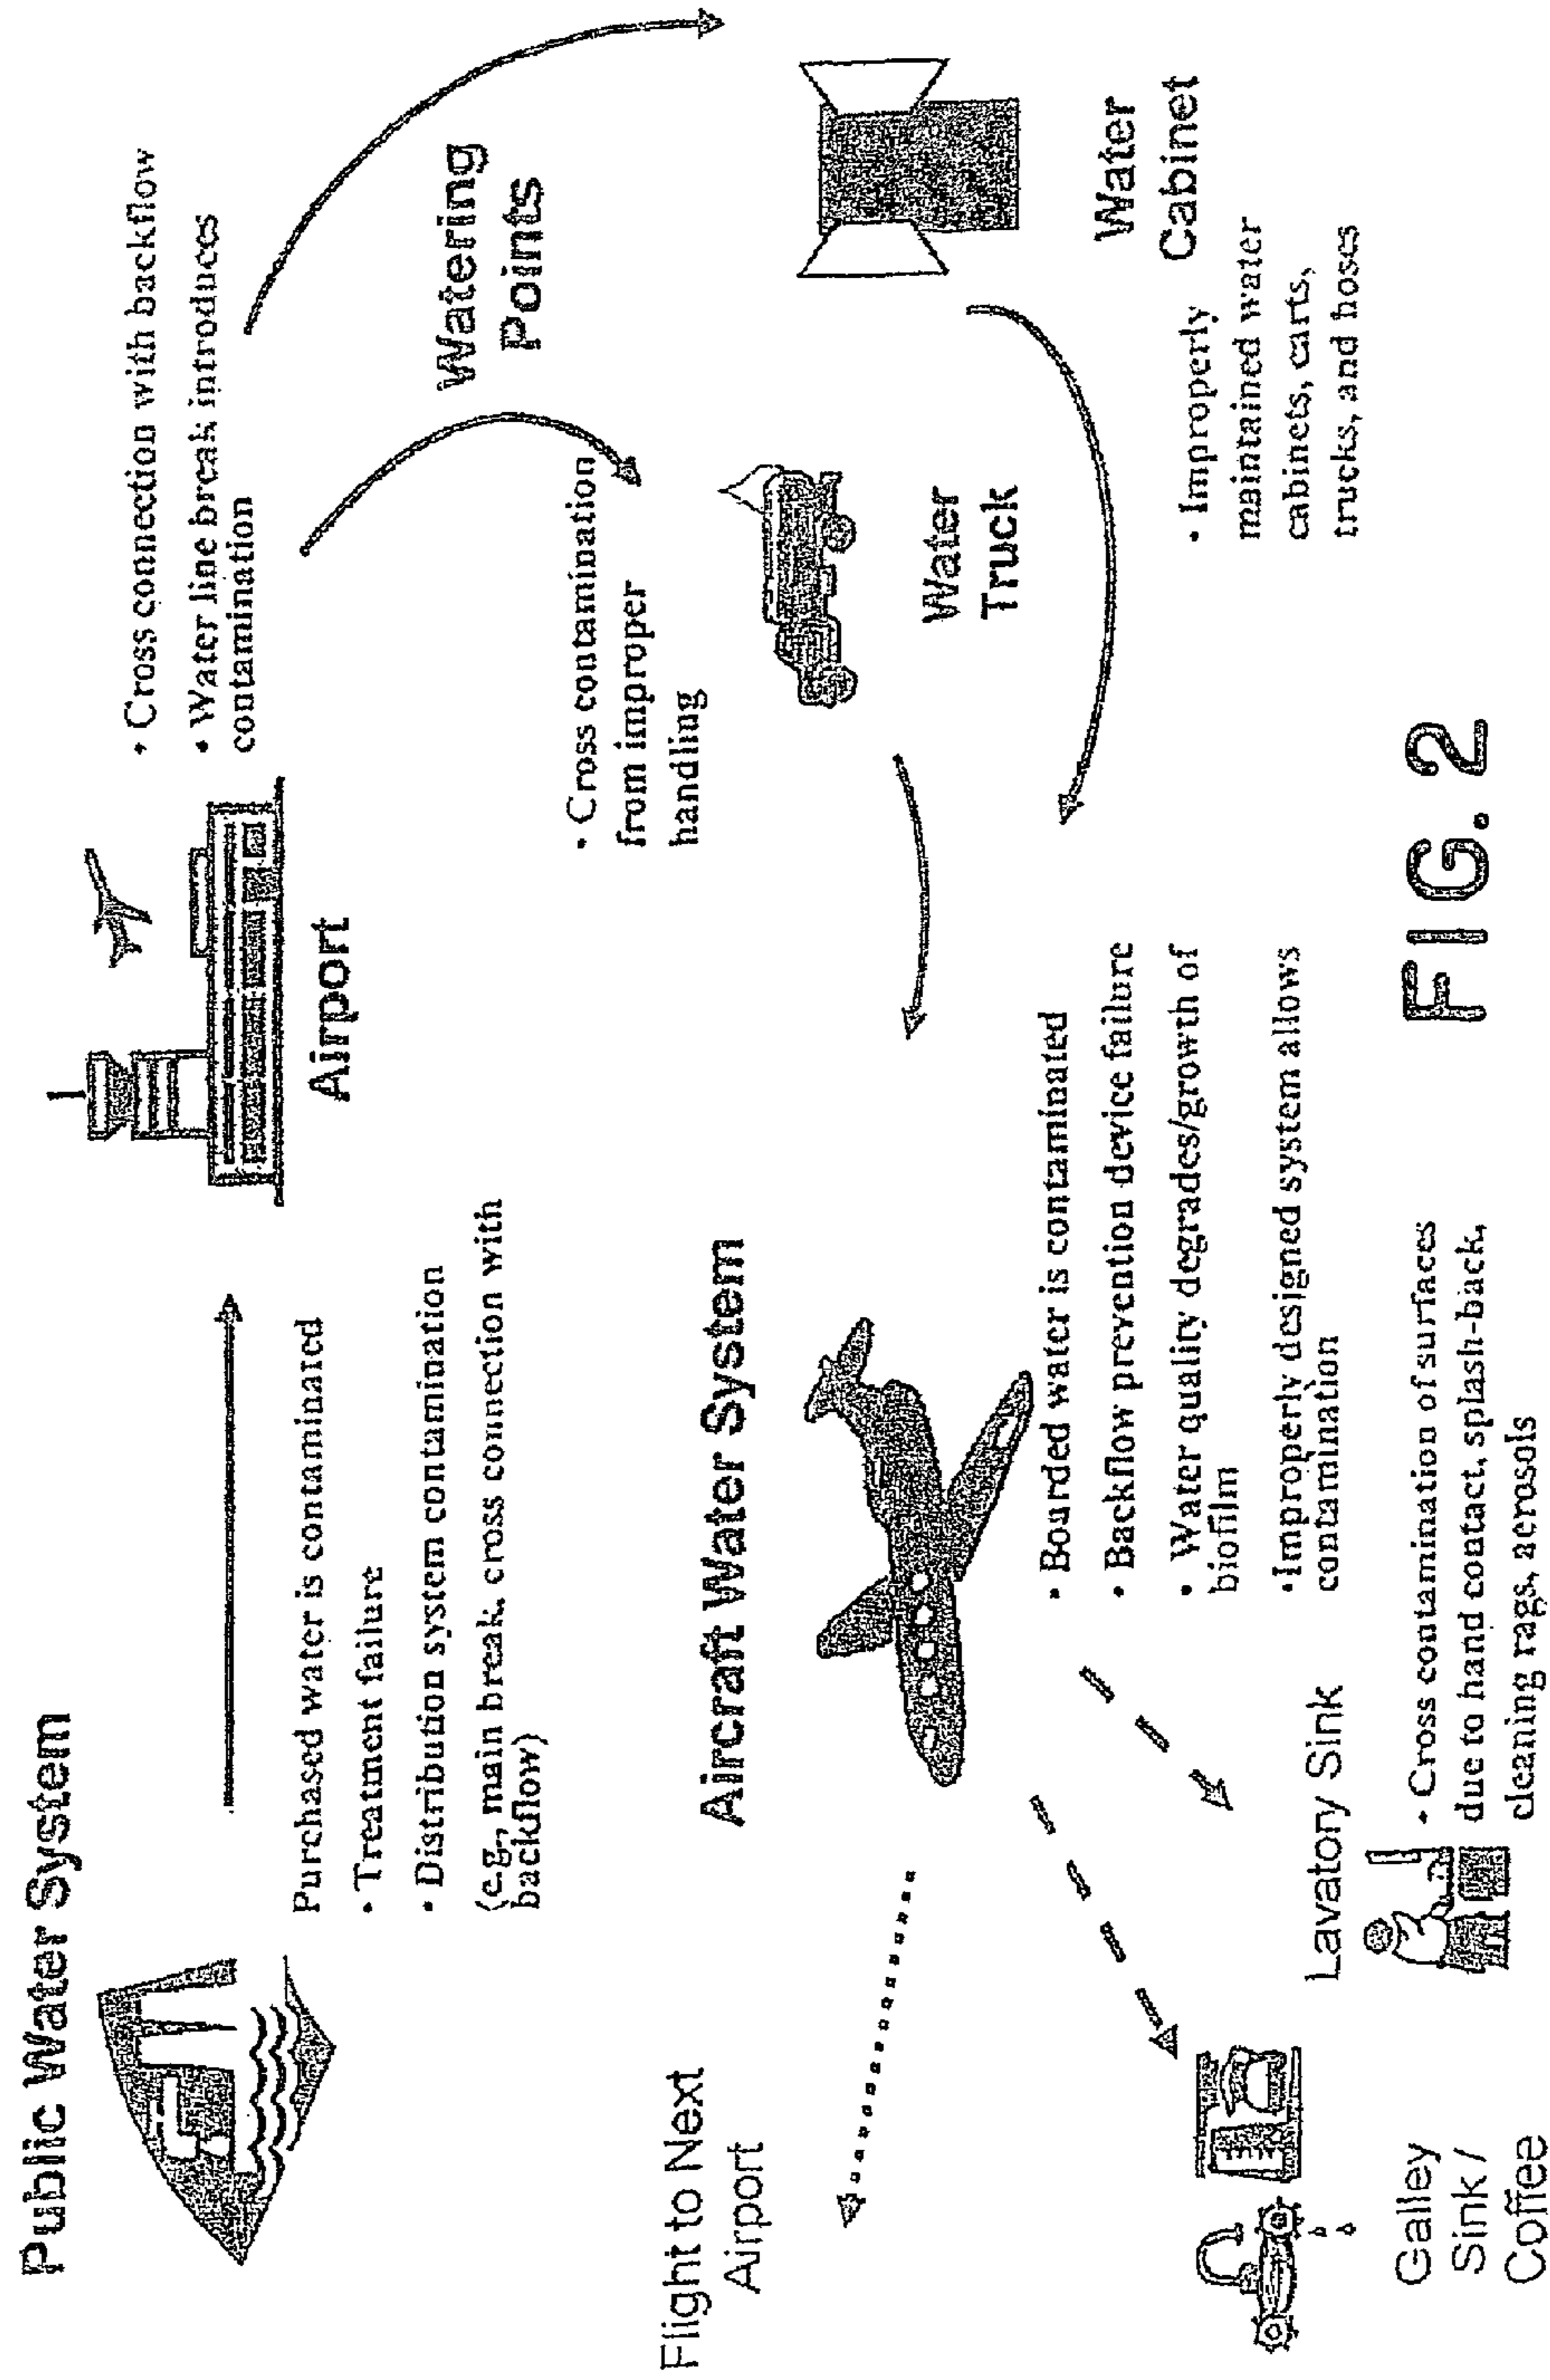 Public Water System
Purchased water is contaminated
• Treatment failure
• Distribution system contamination
(e.g., main break, cross connection with
backflow)
Airport
• Cross connection with backflow
• Water line break introduces
contamination
Watering
Points
• Cross contamination
from improper
handling
Water
Truck
Water
Cabinet
• Improperly
maintained water
cabinets, carts,
trucks, and hoses
Aircraft Water System
• Bourded water is contaminated
• Backflow prevention device failure
• Water quality degrades/growth of
biofilm
•Improperly designed system allows
contamination
Flight to Next
Airport
Lavatory Sink
• Cross contamination of surfaces
due to hand contact, splash-back,
cleaning rags, aerosols
Galley
Sink /
Coffee
FIG. 2